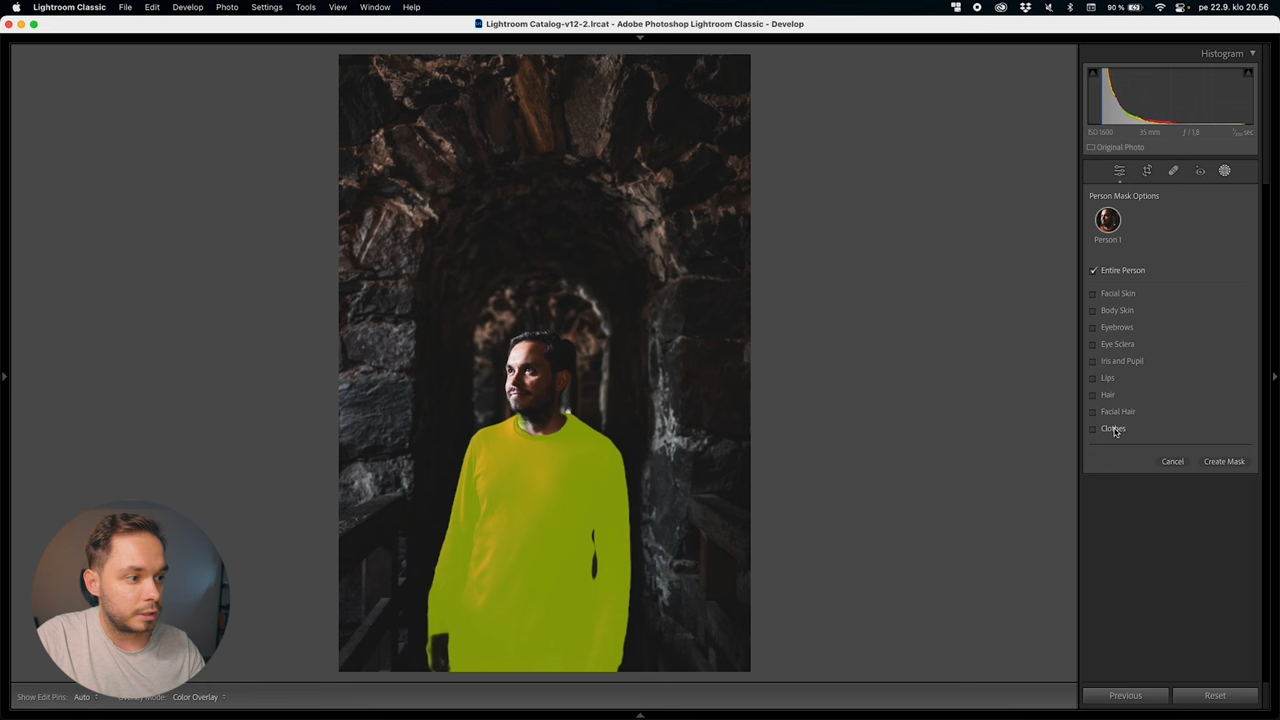 Lightroom Classic File Edit Develop Photo Settings Tools View Window Help 90 % pe 22.9. klo 20.56
Lightroom Catalog-v12-2.lrcat - Adobe Photoshop Lightroom Classic - Develop
Histogram
ISO 1600 35 mm ƒ / 1,8 sec
Original Photo
Person Mask Options
Person 1
Entire Person
Facial Skin
Body Skin
Eyebrows
Eye Sclera
Iris and Pupil
Lips
Hair
Facial Hair
Clothes
Cancel Create Mask
Show Edit Pins: Auto Mode: Color Overlay
Previous Reset